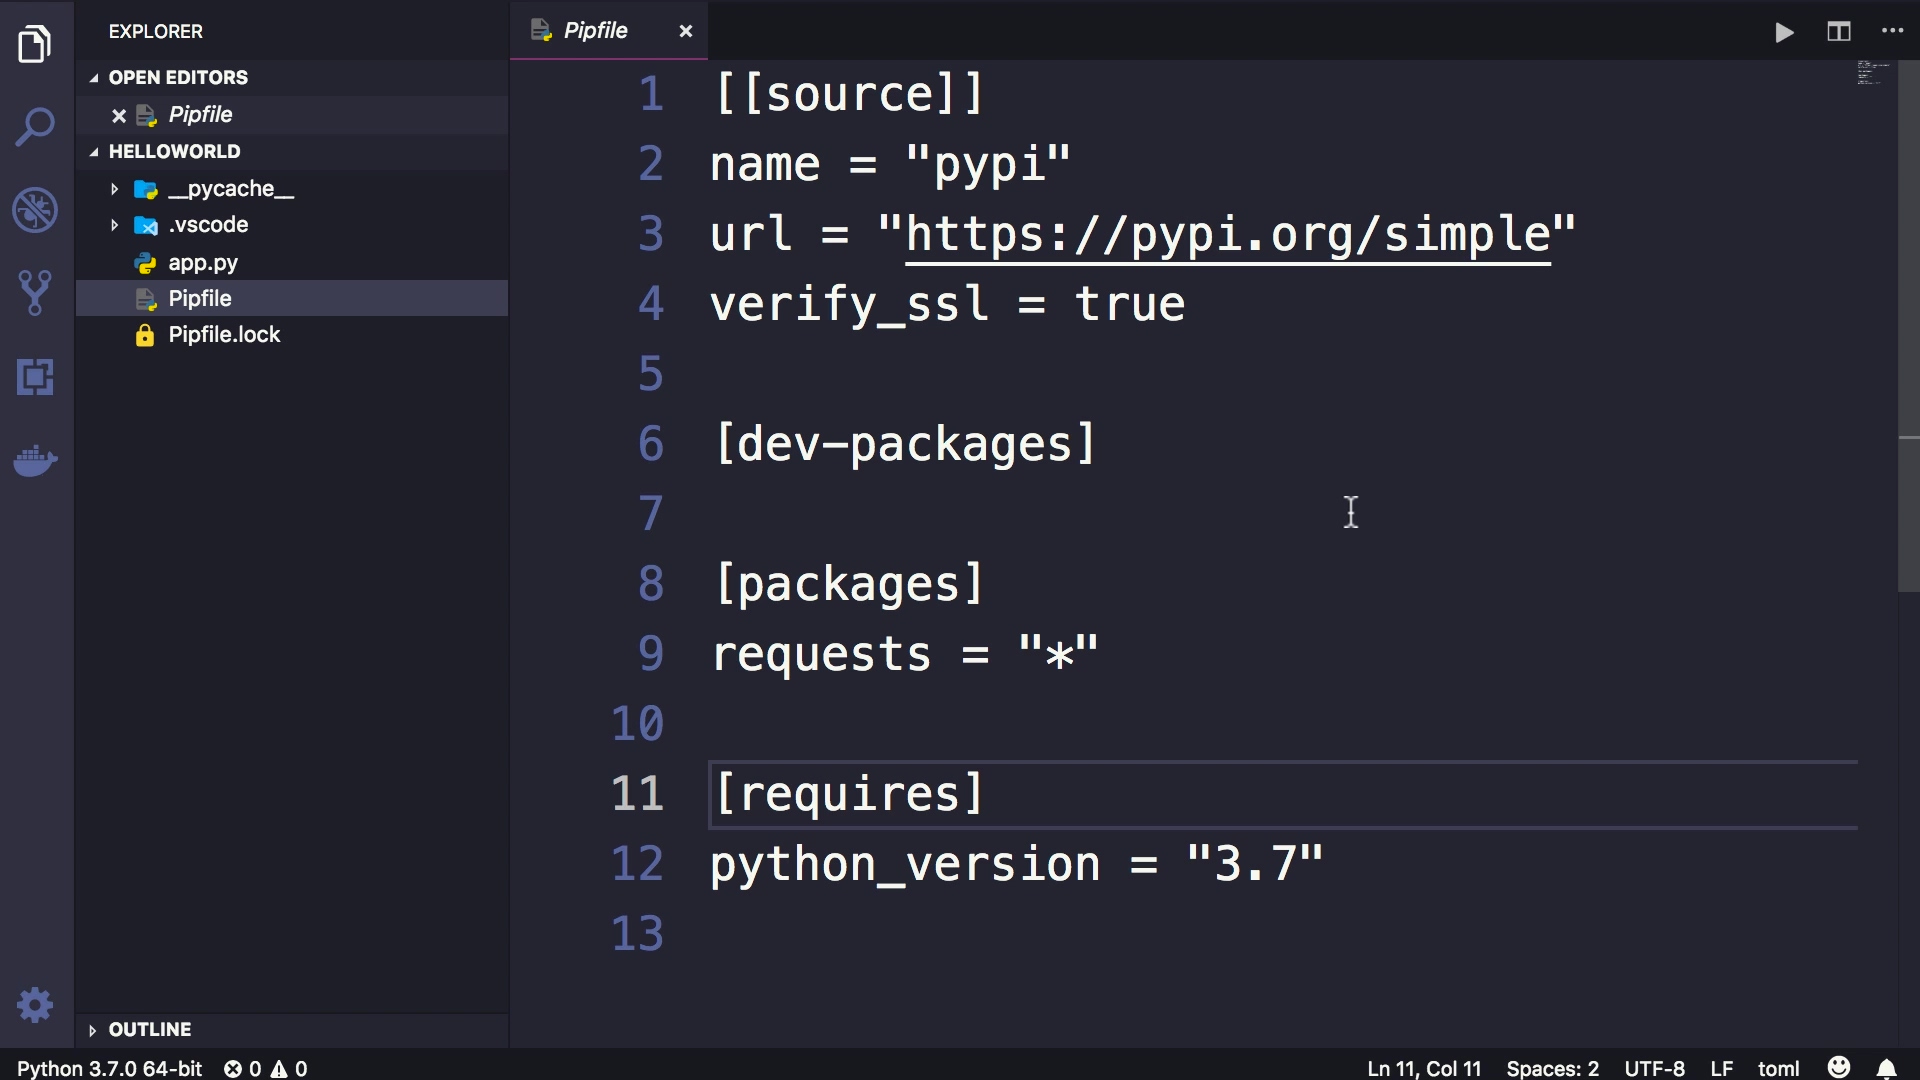 EXPLORER
OPEN EDITORS
Pipfile
HELLOWORLD
__pycache__
.vscode
app.py
Pipfile
Pipfile.lock
OUTLINE
Pipfile
1 [[source]]
2 name = "pypi"
3 url = "https://pypi.org/simple"
4 verify_ssl = true
5
6 [dev-packages]
7
8 [packages]
9 requests = "*"
10
11 [requires]
12 python_version = "3.7"
13
Python 3.7.0 64-bit 0 0 Ln 11, Col 11 Spaces: 2 UTF-8 LF toml